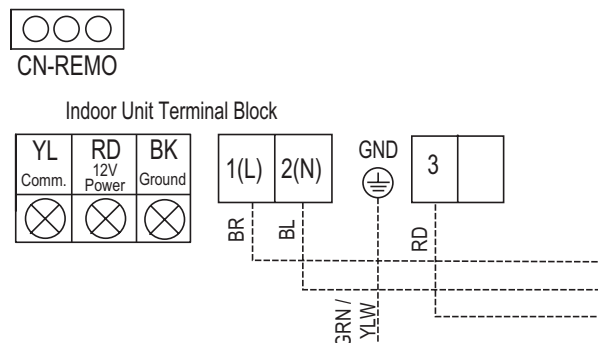 CN-REMO
Indoor Unit Terminal Block
YL RD BK
Comm. 12V Power Ground
1(L) 2(N) GND 3
BR BL RD
GRN / YLW